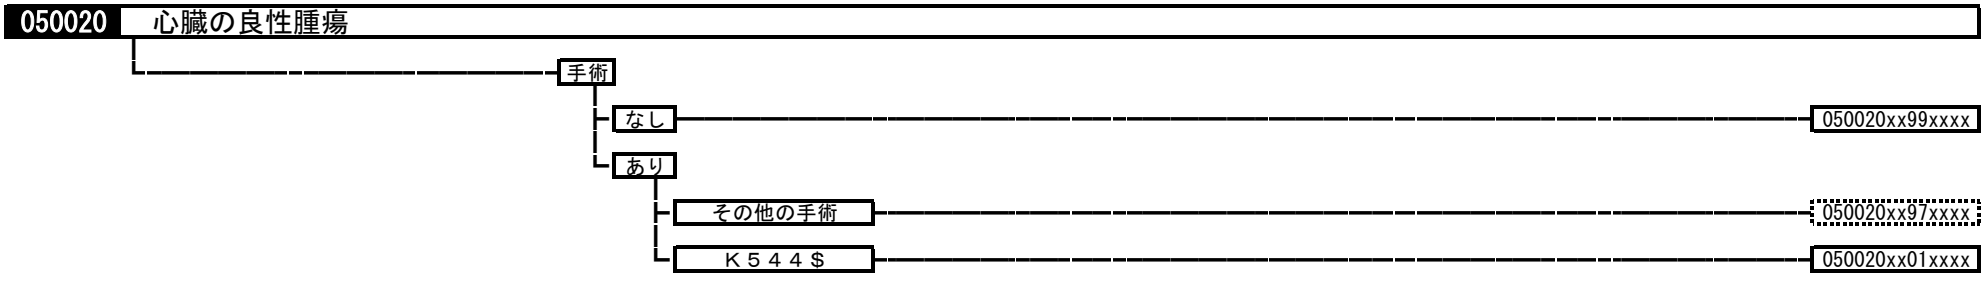 050020 心臓の良性腫瘍
手術
なし 050020xx99xxxx
あり
その他の手術 050020xx97xxxx
Ｋ５４４＄ 050020xx01xxxx